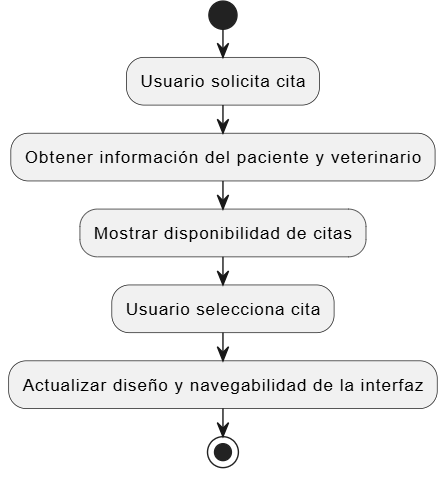 Usuario solicita cita
Obtener información del paciente y veterinario
Mostrar disponibilidad de citas
Usuario selecciona cita
Actualizar diseño y navegabilidad de la interfaz